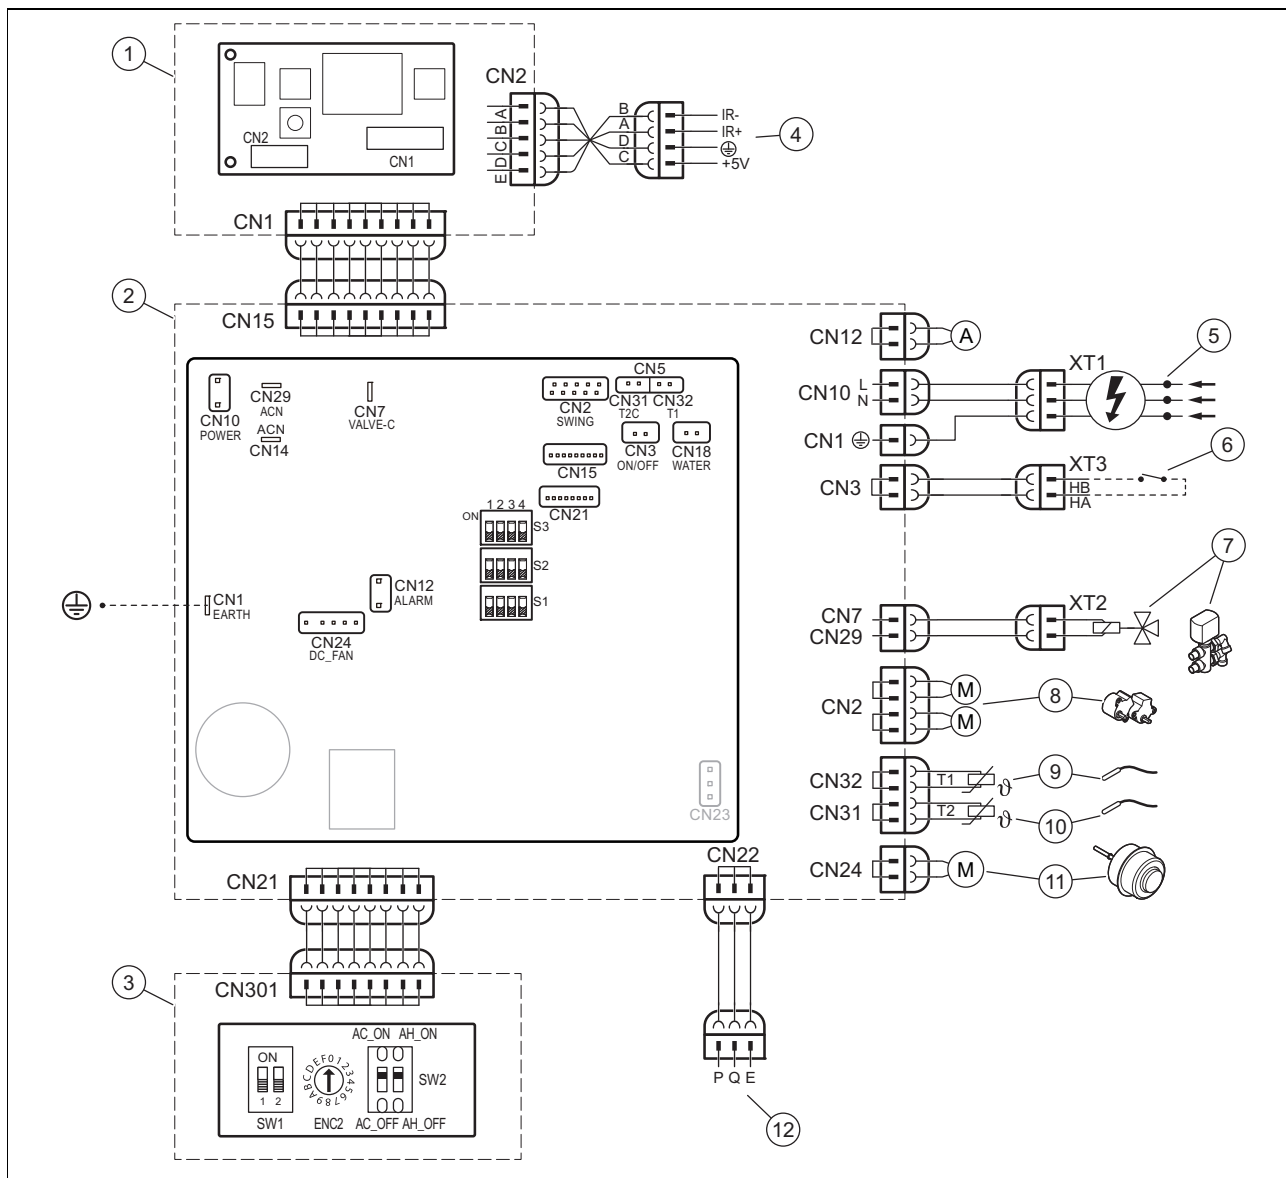 1
CN2
CN1
CN2
A
B
C
D
E
B
A
D
C
IR-
IR+
+5V
4
CN1
2
CN15
CN10
POWER
CN29
ACN
ACN
CN14
CN7
VALVE-C
CN2
SWING
CN5
CN31
T2C
CN32
T1
CN3
ON/OFF
CN18
WATER
CN15
CN21
1 2 3 4
ON
S3
S2
S1
CN12
ALARM
CN1
EARTH
CN24
DC_FAN
CN23
CN12
A
CN10
L
N
XT1
5
CN1
CN3
XT3
HB
HA
6
CN7
CN29
XT2
7
CN2
M
M
8
CN32
T1
ϑ
9
CN31
T2
ϑ
10
CN24
M
11
CN21
CN22
P Q E
12
3
CN301
ON
1 2
SW1
0123456789ABCDEF
ENC2
AC_ON AH_ON
SW2
AC_OFF AH_OFF